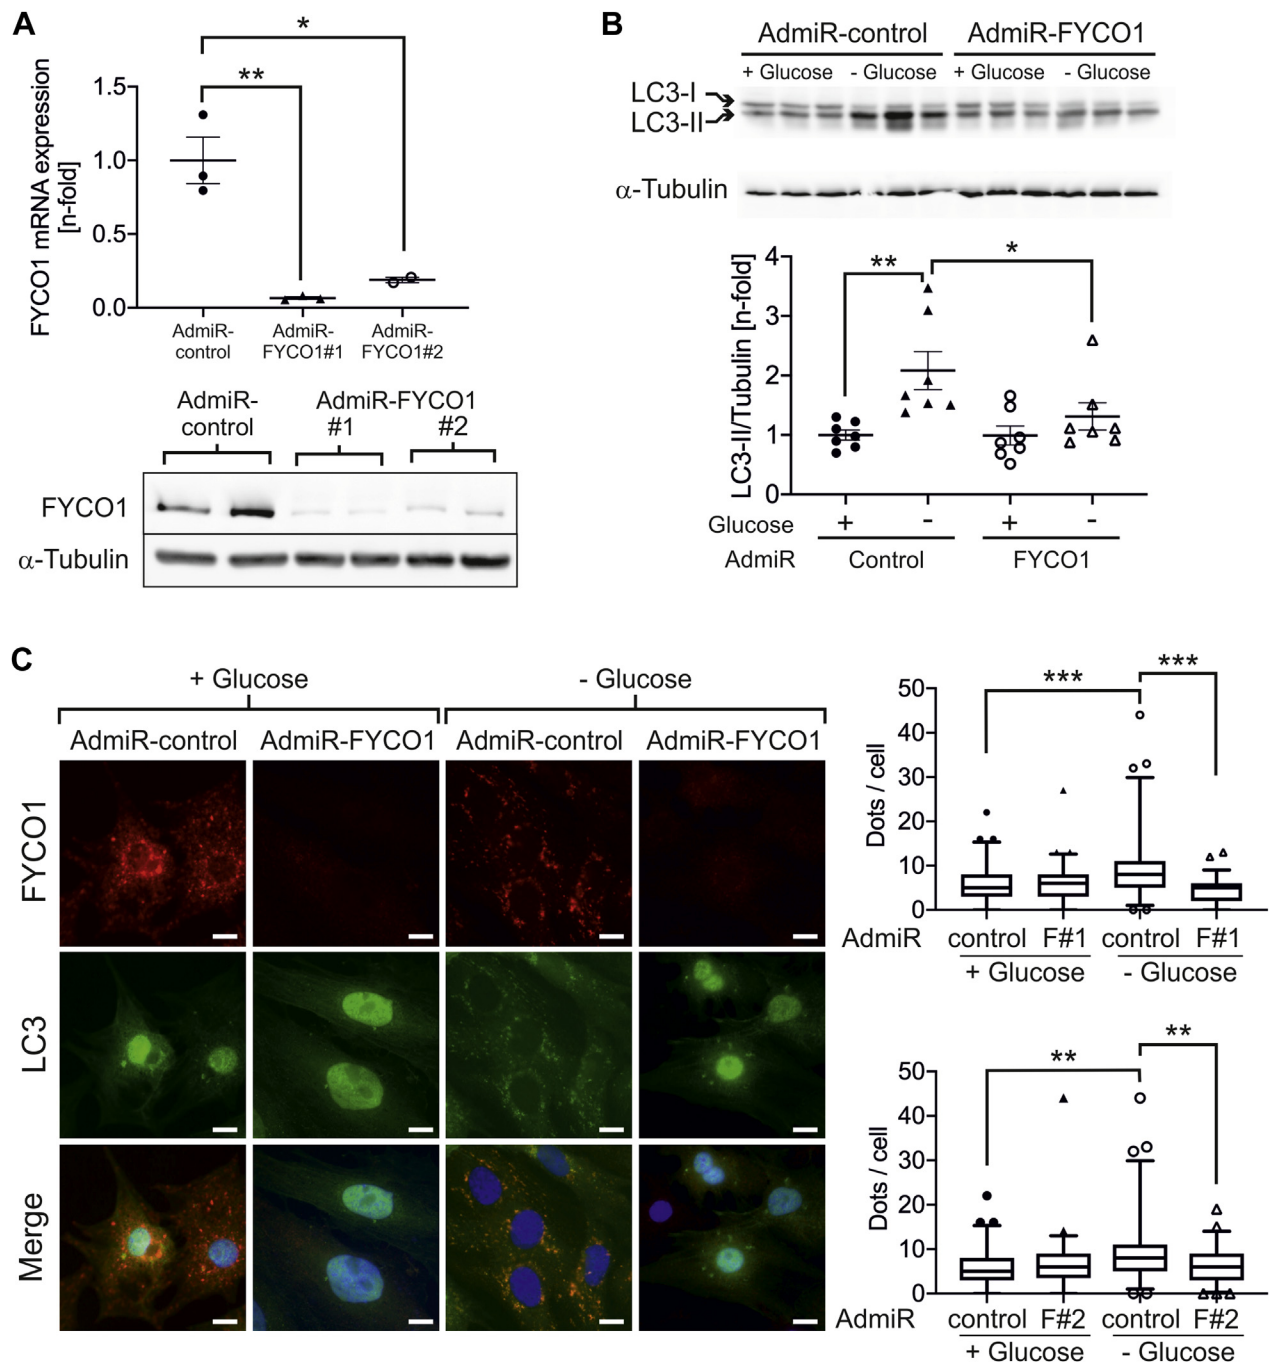 A
*
**
FYCO1 mRNA expression
[n-fold]
1.5
1.0
0.5
0.0
AdmiR-
control
AdmiR-
FYCO1#1
AdmiR-
FYCO1#2
AdmiR-
control
AdmiR-FYCO1
#1
#2
FYCO1
α-Tubulin
B
AdmiR-control
AdmiR-FYCO1
+ Glucose
- Glucose
+ Glucose
- Glucose
LC3-I
LC3-II
α-Tubulin
LC3-II/Tubulin [n-fold]
4
3
2
1
0
**
*
Glucose
+
-
+
-
AdmiR
Control
FYCO1
C
+ Glucose
- Glucose
AdmiR-control
AdmiR-FYCO1
AdmiR-control
AdmiR-FYCO1
FYCO1
LC3
Merge
***
***
Dots / cell
50
40
30
20
10
0
AdmiR
control
F#1
control
F#1
+ Glucose
- Glucose
**
**
Dots / cell
50
40
30
20
10
0
AdmiR
control
F#2
control
F#2
+ Glucose
- Glucose